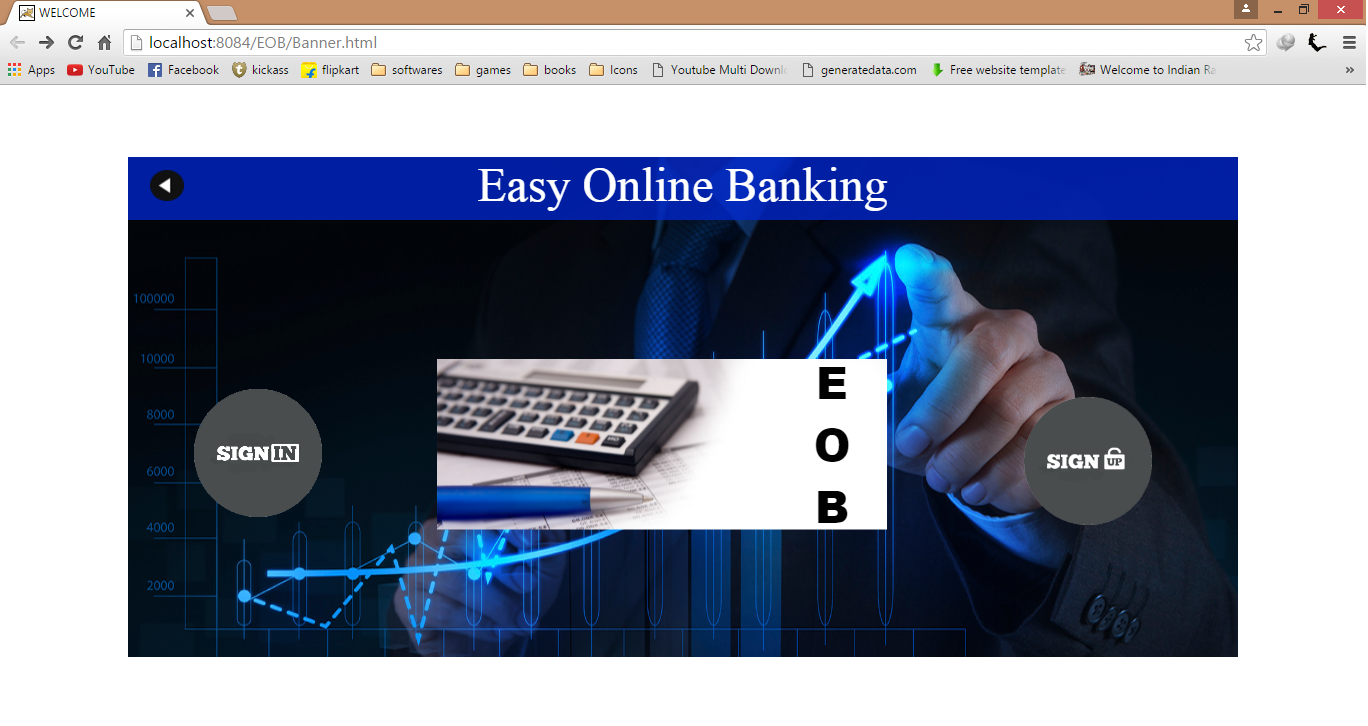 WELCOME
localhost:8084/EOB/Banner.html
Apps YouTube Facebook kickass flipkart softwares games books Icons Youtube Multi Downl generatedata.com Free website template Welcome to Indian Ra »
Easy Online Banking
100000
10000
8000
6000
4000
2000
SIGN IN
E
O
B
SIGN UP